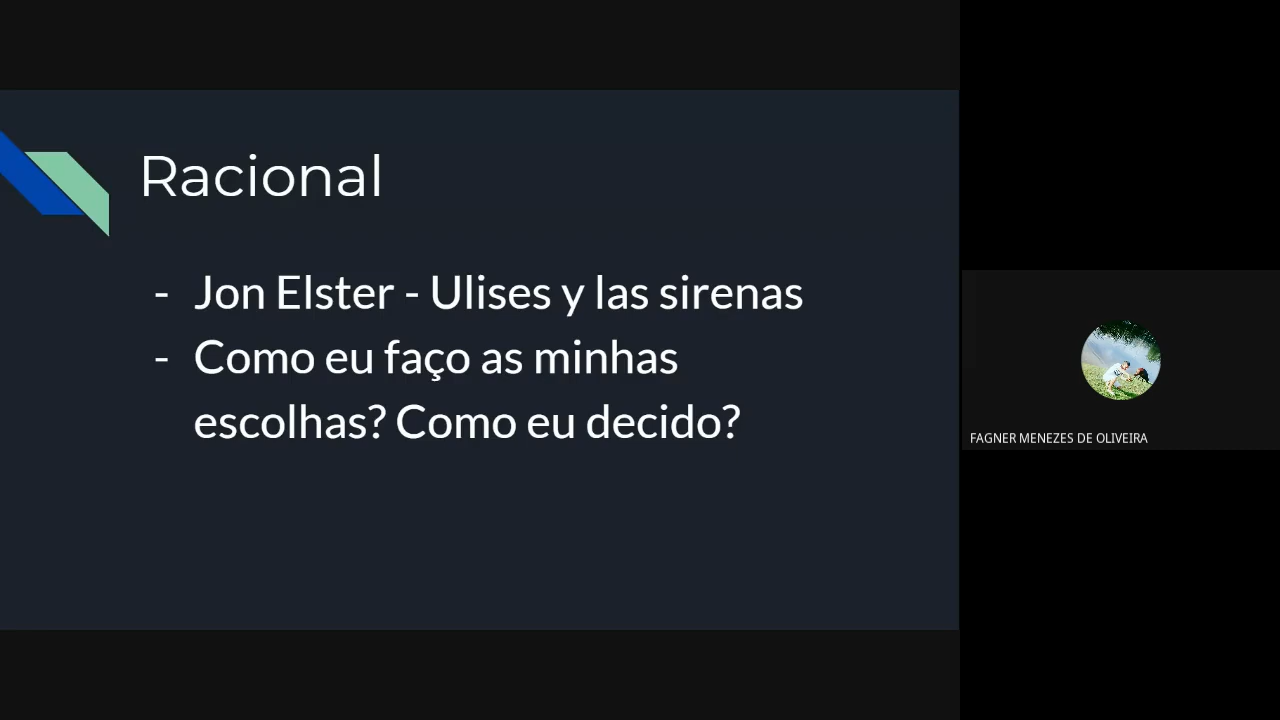 Racional
- Jon Elster - Ulises y las sirenas
- Como eu faço as minhas
escolhas? Como eu decido?
FAGNER MENEZES DE OLIVEIRA